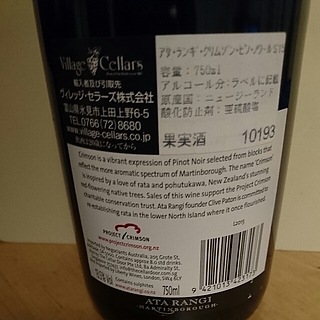 Village Cellars
輸入者及び引取先
ヴィレッジ・セラーズ株式会社
富山県氷見市上田上野6-5
TEL.0766(72)8680
www.village-cellars.co.jp
アタ・ランギ・クリムゾン・ピノ・ノワール
容量:750ml
アルコール分:ラベルに記載
原産国:ニュージーランド
酸化防止剤:亜硫酸塩
果実酒 10193
Crimson is a vibrant expression of Pinot Noir selected from blocks that
reflect the more aromatic spectrum of Martinborough. The name 'Crimson'
is inspired by a love of rata and pohutukawa, New Zealand's stunning
red-flowering native trees. Sales of this wine support the Project Crimson
charitable conservation trust. Ata Rangi founder Clive Paton is committed to
re-establishing rata in the lower North Island where it once flourished.
L2015
PROJECT CRIMSON
www.projectcrimson.org.nz
Contains sulphites
www.atarangi.co.nz
750ml
ATA RANGI
MARTINBOROUGH